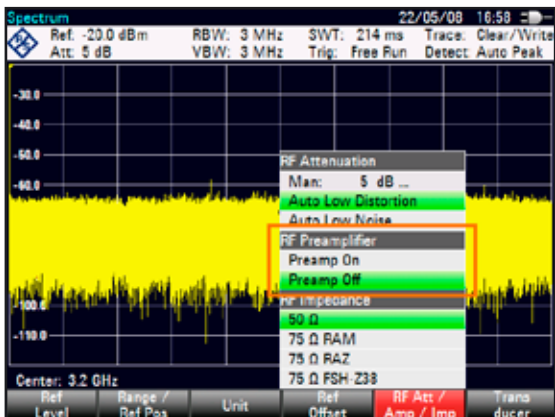 Spectrum 22/05/08 16:58
Ref: -20.0 dBm RBW: 3 MHz SWT: 214 ms Trace: Clear/Write
Att: 5 dB VBW: 3 MHz Trig: Free Run Detect: Auto Peak
-30.0
-40.0
-50.0
RF Attenuation
-60.0
Man: 5 dB ...
Auto Low Distortion
Auto Low Noise
RF Preamplifier
Preamp On
Preamp Off
RF Impedance
-100.0
50 Ω
-110.0
75 Ω RAM
75 Ω RAZ
75 Ω FSH-Z38
Center: 3.2 GHz
Ref Level Range / Ref Pos Unit Ref Offset RF Att / Amp / Imp Trans ducer